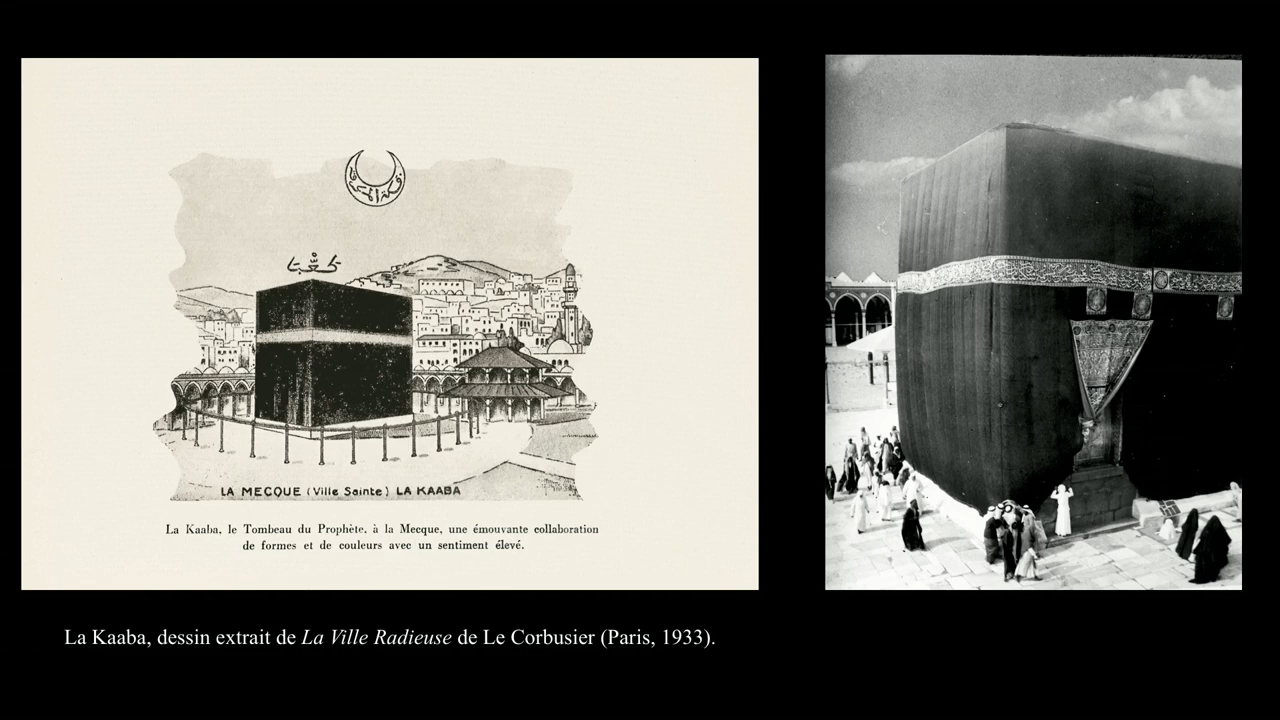 LA MECQUE (Ville Sainte) LA KAABA
La Kaaba, le Tombeau du Prophète, à la Mecque, une émouvante collaboration
de formes et de couleurs avec un sentiment élevé.
La Kaaba, dessin extrait de La Ville Radieuse de Le Corbusier (Paris, 1933).